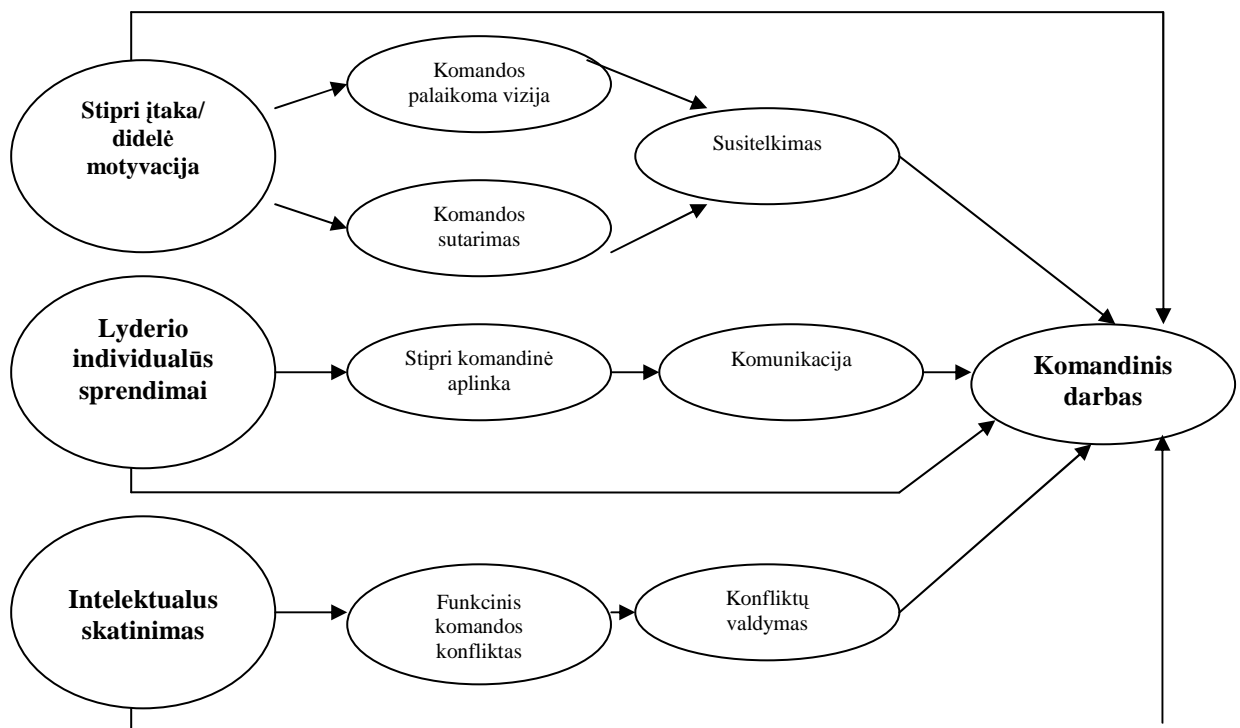 Stipri įtaka/
didelė
motyvacija
Komandos
palaikoma vizija
Komandos
sutarimas
Susitelkimas
Lyderio
individualūs
sprendimai
Stipri komandinė
aplinka
Komunikacija
Komandinis
darbas
Intelektualus
skatinimas
Funkcinis
komandos
konfliktas
Konfliktų
valdymas